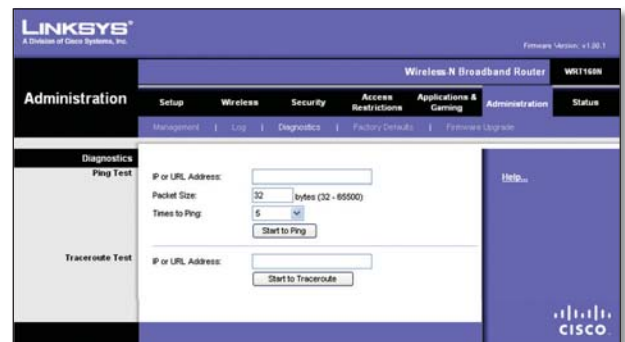 LINKSYS®
A Division of Cisco Systems, Inc.
Firmware Version: v1.00.1
Wireless-N Broadband Router WRT160N
Administration
Setup Wireless Security Access Restrictions Applications & Gaming Administration Status
Management | Log | Diagnostics | Factory Defaults | Firmware Upgrade
Diagnostics
Ping Test
IP or URL Address:
Help...
Packet Size: 32 bytes (32 - 65500)
Times to Ping: 5
Start to Ping
Traceroute Test
IP or URL Address:
Start to Traceroute
CISCO